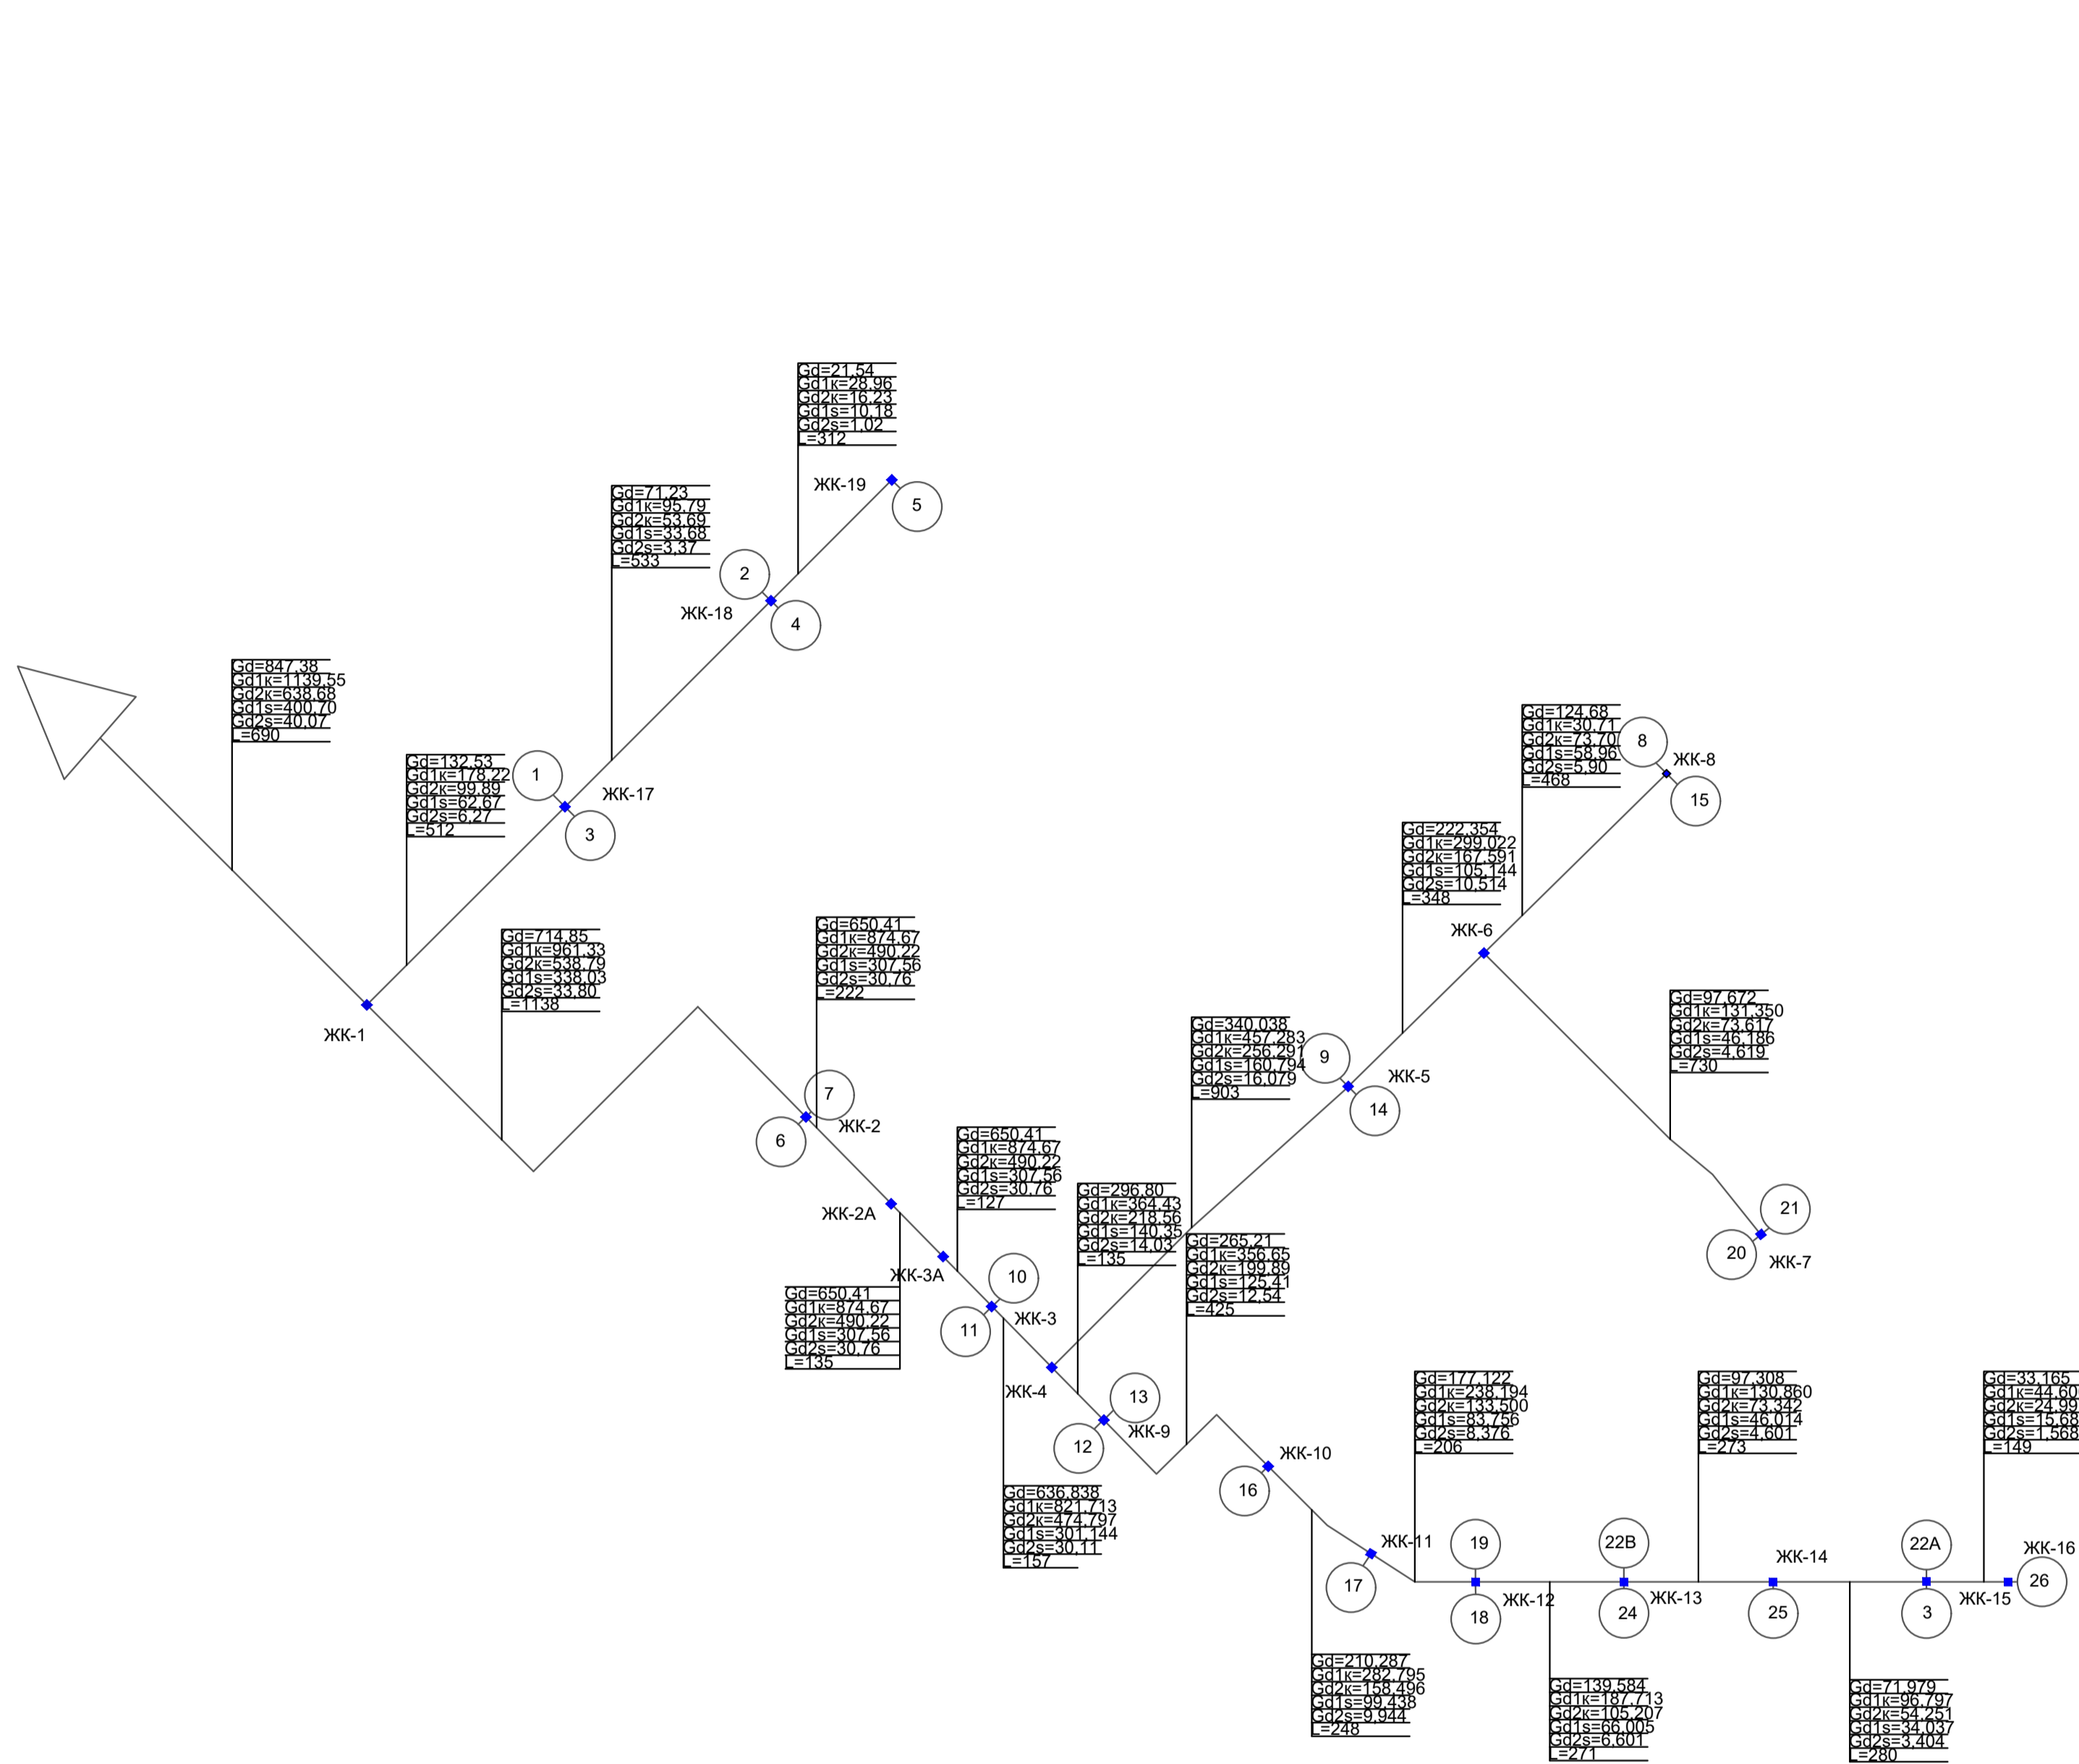 Gd=21,54
Gd1к=28,96
Gd2к=16,23
Gd1s=10,18
Gd2s=1,02
L=312
ЖК-19
5
Gd=71,23
Gd1к=95,79
Gd2к=53,69
Gd1s=33,68
Gd2s=3,37
L=533
2
ЖК-18
4
Gd=847,38
Gd1к=1139,55
Gd2к=638,68
Gd1s=400,70
Gd2s=40,07
L=690
Gd=132,53
Gd1к=178,22
Gd2к=99,89
Gd1s=62,67
Gd2s=6,27
L=512
1
ЖК-17
3
ЖК-1
Gd=714,85
Gd1к=961,33
Gd2к=538,79
Gd1s=338,03
Gd2s=33,80
L=1138
Gd=650,41
Gd1к=874,67
Gd2к=490,22
Gd1s=307,56
Gd2s=30,76
L=222
7
ЖК-2
6
ЖК-2А
Gd=650,41
Gd1к=874,67
Gd2к=490,22
Gd1s=307,56
Gd2s=30,76
L=135
Gd=650,41
Gd1к=874,67
Gd2к=490,22
Gd1s=307,56
Gd2s=30,76
L=127
ЖК-3А
10
ЖК-3
11
ЖК-4
Gd=636,838
Gd1к=821,713
Gd2к=474,797
Gd1s=301,144
Gd2s=30,11
L=157
Gd=296,80
Gd1к=364,43
Gd2к=218,56
Gd1s=140,35
Gd2s=14,03
L=135
Gd=340,038
Gd1к=457,283
Gd2к=256,291
Gd1s=160,794
Gd2s=16,079
L=903
9
ЖК-5
14
Gd=222,354
Gd1к=299,022
Gd2к=167,591
Gd1s=105,144
Gd2s=10,514
L=348
ЖК-6
Gd=124,68
Gd1к=30,71
Gd2к=73,70
Gd1s=58,96
Gd2s=5,90
L=468
8
ЖК-8
15
Gd=97,672
Gd1к=131,350
Gd2к=73,617
Gd1s=46,186
Gd2s=4,619
L=730
21
20
ЖК-7
Gd=265,21
Gd1к=356,65
Gd2к=199,89
Gd1s=125,41
Gd2s=12,54
L=425
13
ЖК-9
12
ЖК-10
16
Gd=210,287
Gd1к=282,795
Gd2к=158,496
Gd1s=99,438
Gd2s=9,944
L=248
ЖК-11
17
Gd=177,122
Gd1к=238,194
Gd2к=133,500
Gd1s=83,756
Gd2s=8,376
L=206
19
ЖК-12
18
Gd=139,584
Gd1к=187,713
Gd2к=105,207
Gd1s=66,005
Gd2s=6,601
L=271
22В
ЖК-13
24
Gd=97,308
Gd1к=130,860
Gd2к=73,342
Gd1s=46,014
Gd2s=4,601
L=273
ЖК-14
25
Gd=71,979
Gd1к=96,797
Gd2к=54,251
Gd1s=34,037
Gd2s=3,404
L=280
22А
ЖК-15
3
Gd=33,165
Gd1к=44,60
Gd2к=24,99
Gd1s=15,68
Gd2s=1,568
L=149
ЖК-16
26